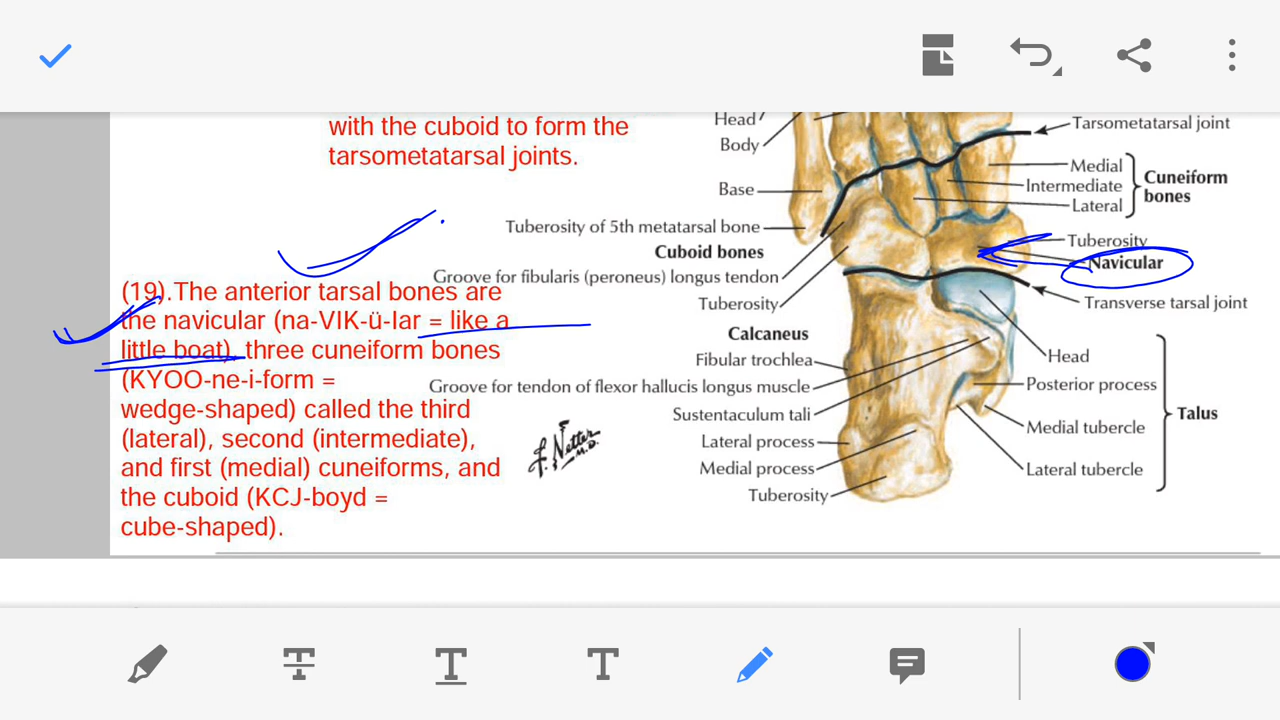 with the cuboid to form the
tarsometatarsal joints.
(19).The anterior tarsal bones are
the navicular (na-VIK-ü-lar = like a
little boat), three cuneiform bones
(KYOO-ne-i-form =
wedge-shaped) called the third
(lateral), second (intermediate),
and first (medial) cuneiforms, and
the cuboid (KCJ-boyd =
cube-shaped).
Head
Body
Base
Tuberosity of 5th metatarsal bone
Cuboid bones
Groove for fibularis (peroneus) longus tendon
Tuberosity
Calcaneus
Fibular trochlea
Groove for tendon of flexor hallucis longus muscle
Sustentaculum tali
Lateral process
Medial process
Tuberosity
f. Netter
M.D.
Tarsometatarsal joint
Medial
Intermediate
Lateral
Cuneiform
bones
Tuberosity
Navicular
Transverse tarsal joint
Head
Posterior process
Medial tubercle
Lateral tubercle
Talus
T
T
T